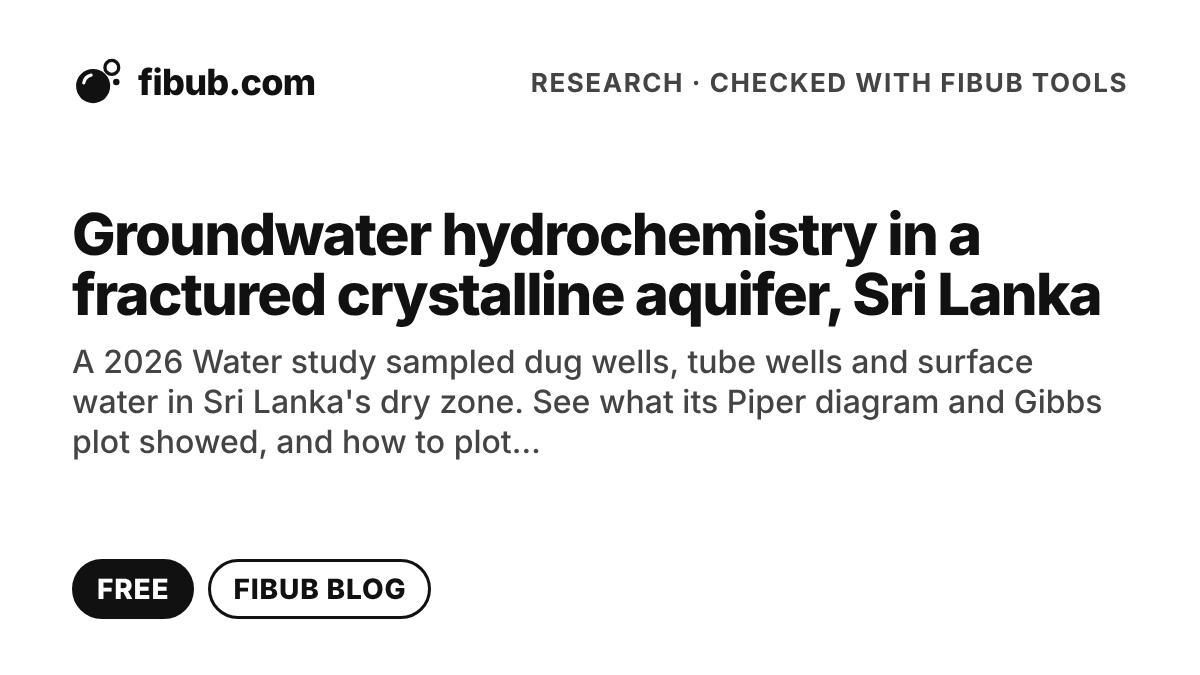 fibub.com
RESEARCH · CHECKED WITH FIBUB TOOLS
Groundwater hydrochemistry in a
fractured crystalline aquifer, Sri Lanka
A 2026 Water study sampled dug wells, tube wells and surface
water in Sri Lanka's dry zone. See what its Piper diagram and Gibbs
plot showed, and how to plot...
FREE
FIBUB BLOG